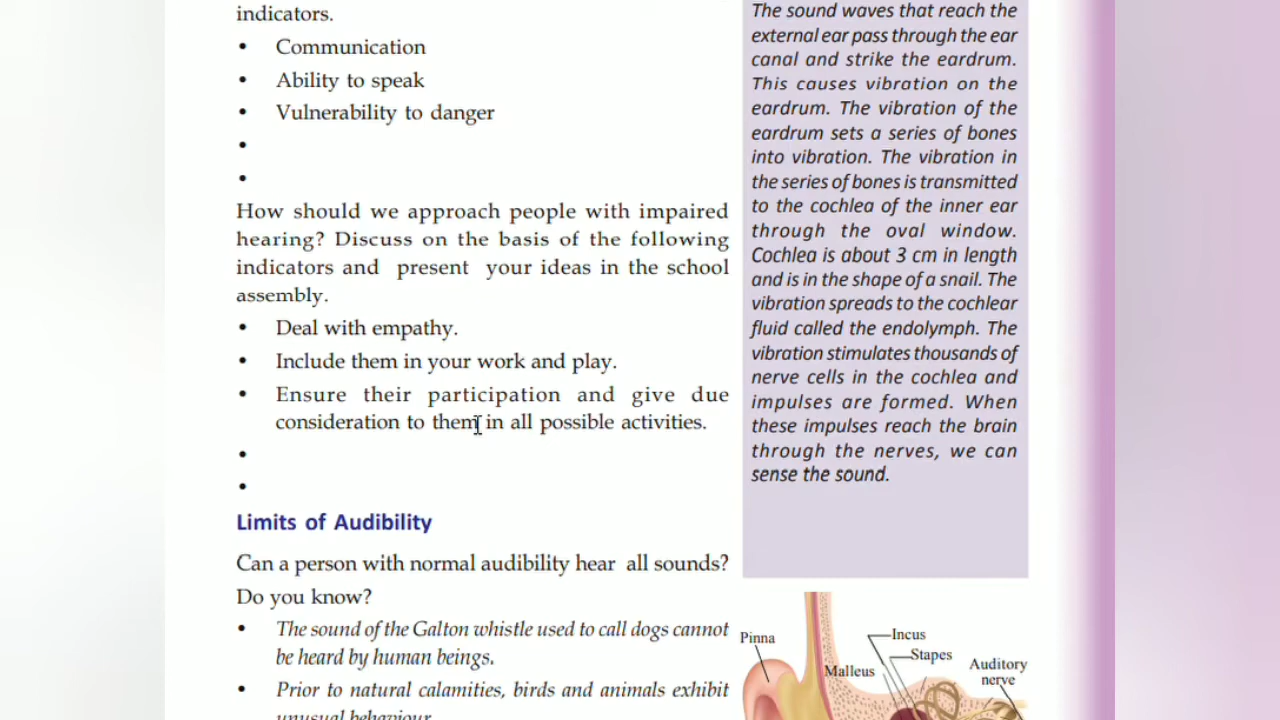 indicators.
• Communication
• Ability to speak
• Vulnerability to danger
•
•
How should we approach people with impaired
hearing? Discuss on the basis of the following
indicators and present your ideas in the school
assembly.
• Deal with empathy.
• Include them in your work and play.
• Ensure their participation and give due
consideration to them in all possible activities.
•
•
Limits of Audibility
Can a person with normal audibility hear all sounds?
Do you know?
• The sound of the Galton whistle used to call dogs cannot
be heard by human beings.
• Prior to natural calamities, birds and animals exhibit
unusual behaviour
The sound waves that reach the
external ear pass through the ear
canal and strike the eardrum.
This causes vibration on the
eardrum. The vibration of the
eardrum sets a series of bones
into vibration. The vibration in
the series of bones is transmitted
to the cochlea of the inner ear
through the oval window.
Cochlea is about 3 cm in length
and is in the shape of a snail. The
vibration spreads to the cochlear
fluid called the endolymph. The
vibration stimulates thousands of
nerve cells in the cochlea and
impulses are formed. When
these impulses reach the brain
through the nerves, we can
sense the sound.
Pinna
Incus
Stapes
Malleus
Auditory
nerve